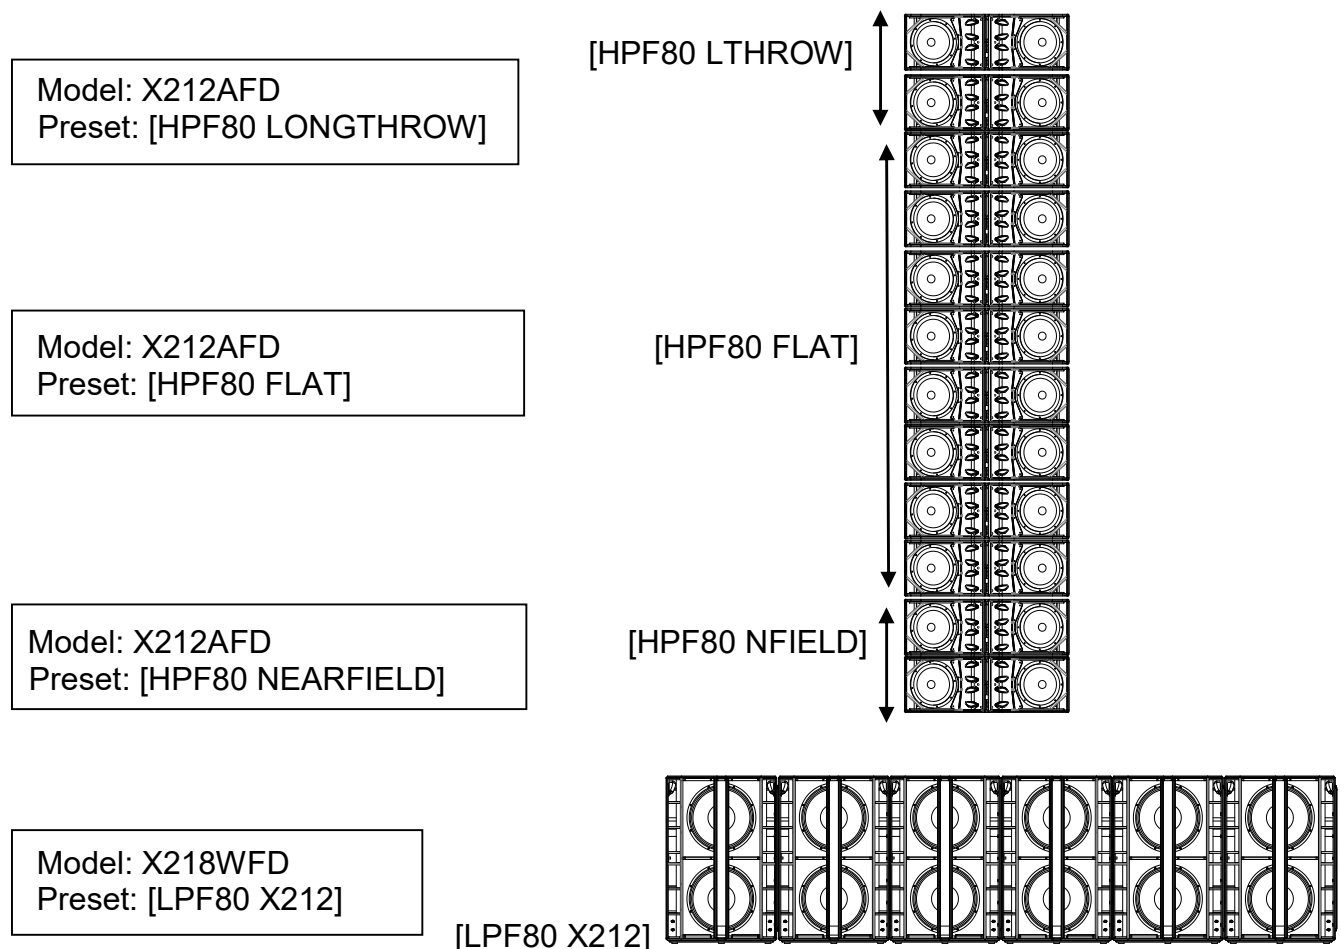 [HPF80 LTHROW]
Model: X212AFD
Preset: [HPF80 LONGTHROW]
Model: X212AFD
Preset: [HPF80 FLAT]
[HPF80 FLAT]
Model: X212AFD
Preset: [HPF80 NEARFIELD]
[HPF80 NFIELD]
Model: X218WFD
Preset: [LPF80 X212]
[LPF80 X212]